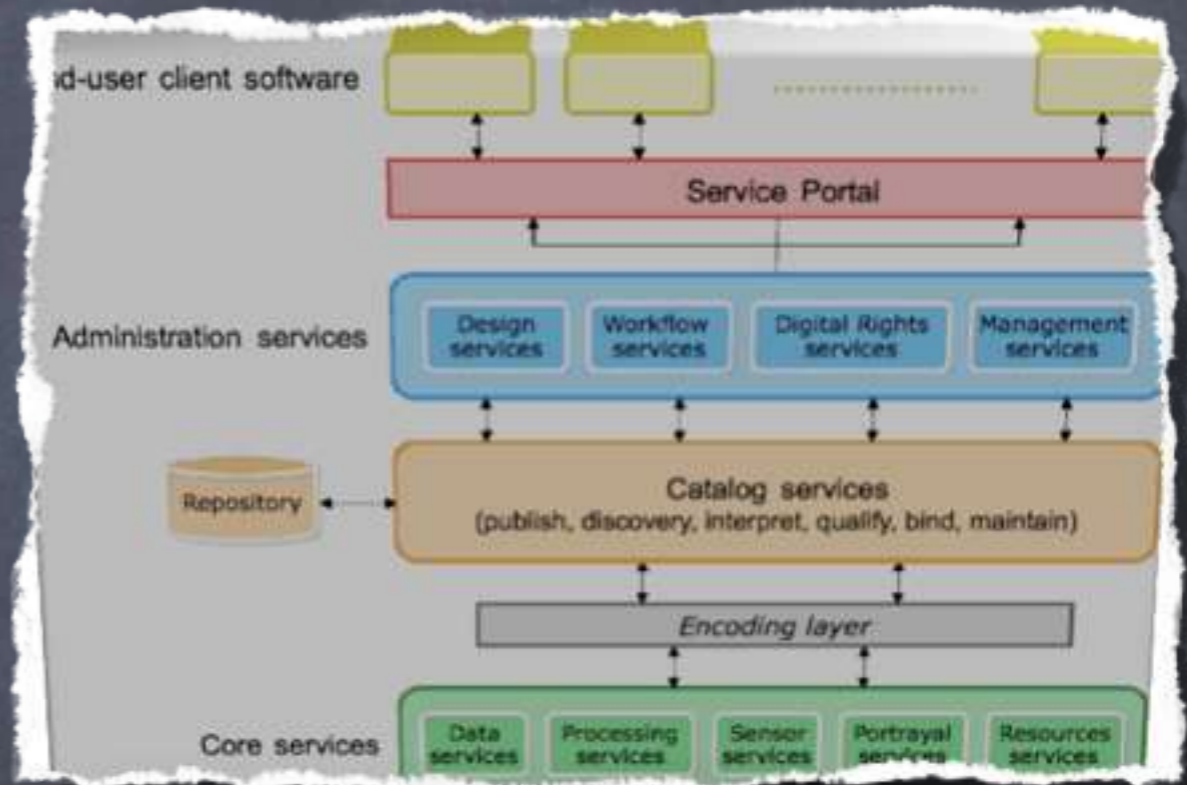 d-user client software
Service Portal
Administration services
Design
services
Workflow
services
Digital Rights
services
Management
services
Repository
Catalog services
(publish, discovery, interpret, qualify, bind, maintain)
Encoding layer
Core services
Data
services
Processing
services
Sensor
services
Portrayal
services
Resources
services